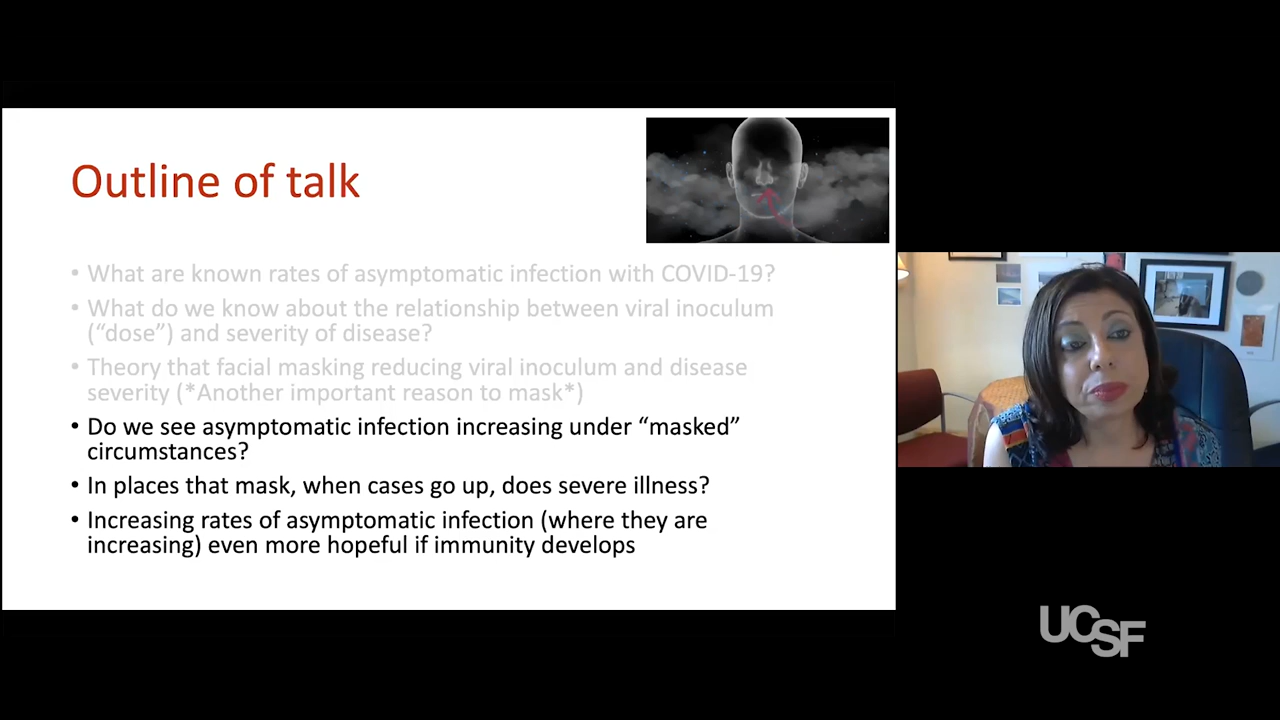 Outline of talk
• What are known rates of asymptomatic infection with COVID-19?
• What do we know about the relationship between viral inoculum
(“dose”) and severity of disease?
• Theory that facial masking reducing viral inoculum and disease
severity (*Another important reason to mask*)
• Do we see asymptomatic infection increasing under “masked”
circumstances?
• In places that mask, when cases go up, does severe illness?
• Increasing rates of asymptomatic infection (where they are
increasing) even more hopeful if immunity develops
UCSF